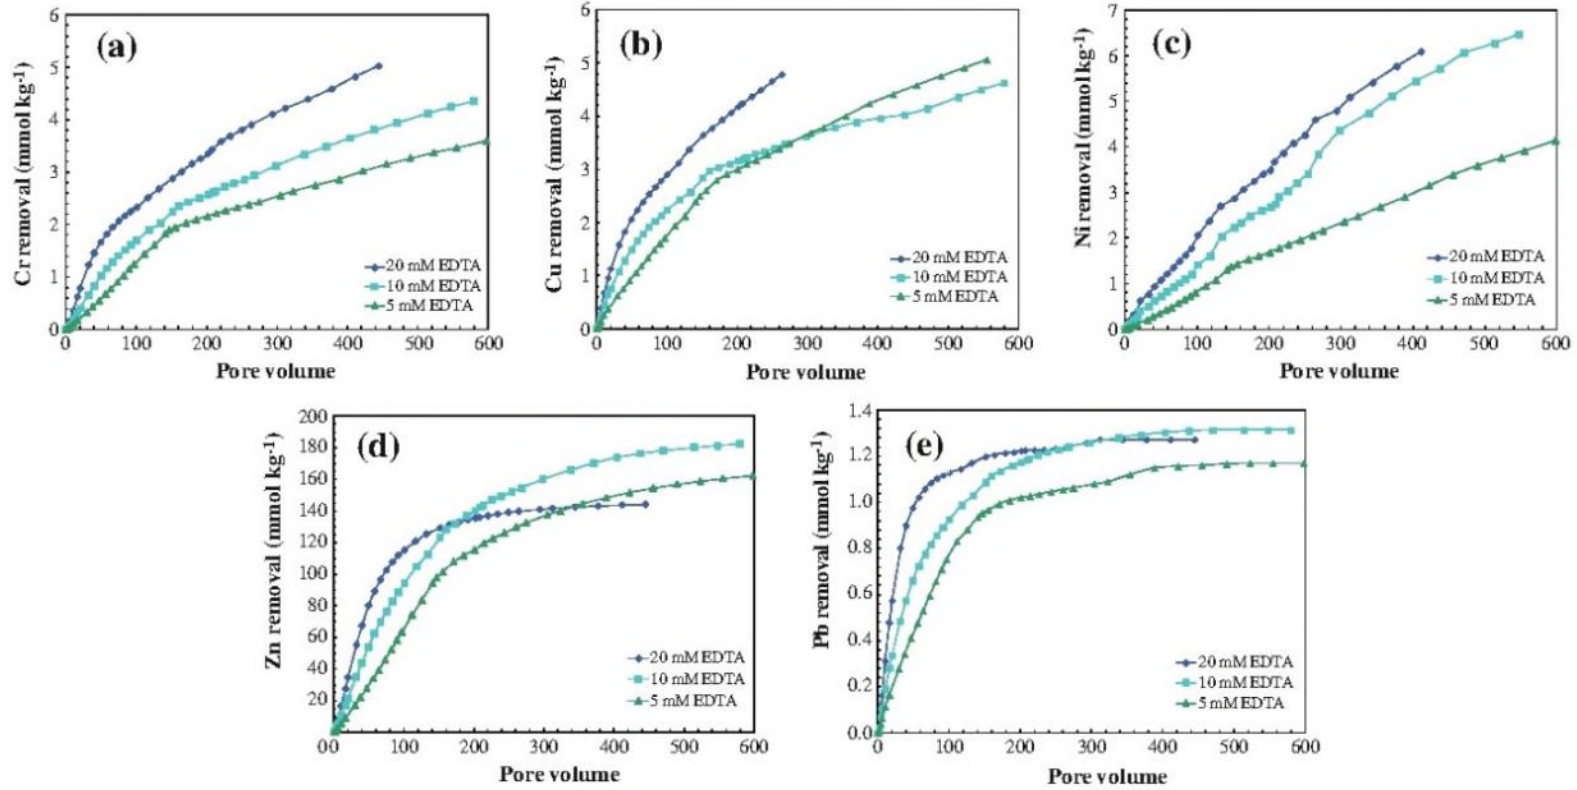 (a)
Cr removal (mmol kg-1)
6
5
4
3
2
1
0
20 mM EDTA
10 mM EDTA
5 mM EDTA
0 100 200 300 400 500 600
Pore volume
(b)
Cu removal (mmol kg-1)
6
5
4
3
2
1
0
20 mM EDTA
10 mM EDTA
5 mM EDTA
0 100 200 300 400 500 600
Pore volume
(c)
Ni removal (mmol kg-1)
7
6
5
4
3
2
1
0
20 mM EDTA
10 mM EDTA
5 mM EDTA
0 100 200 300 400 500 600
Pore volume
(d)
Zn removal (mmol kg-1)
200
180
160
140
120
100
80
60
40
20
20 mM EDTA
10 mM EDTA
5 mM EDTA
00 100 200 300 400 500 600
Pore volume
(e)
Pb removal (mmol kg-1)
1.4
1.2
1.0
0.8
0.6
0.4
0.2
0.0
20 mM EDTA
10 mM EDTA
5 mM EDTA
0 100 200 300 400 500 600
Pore volume